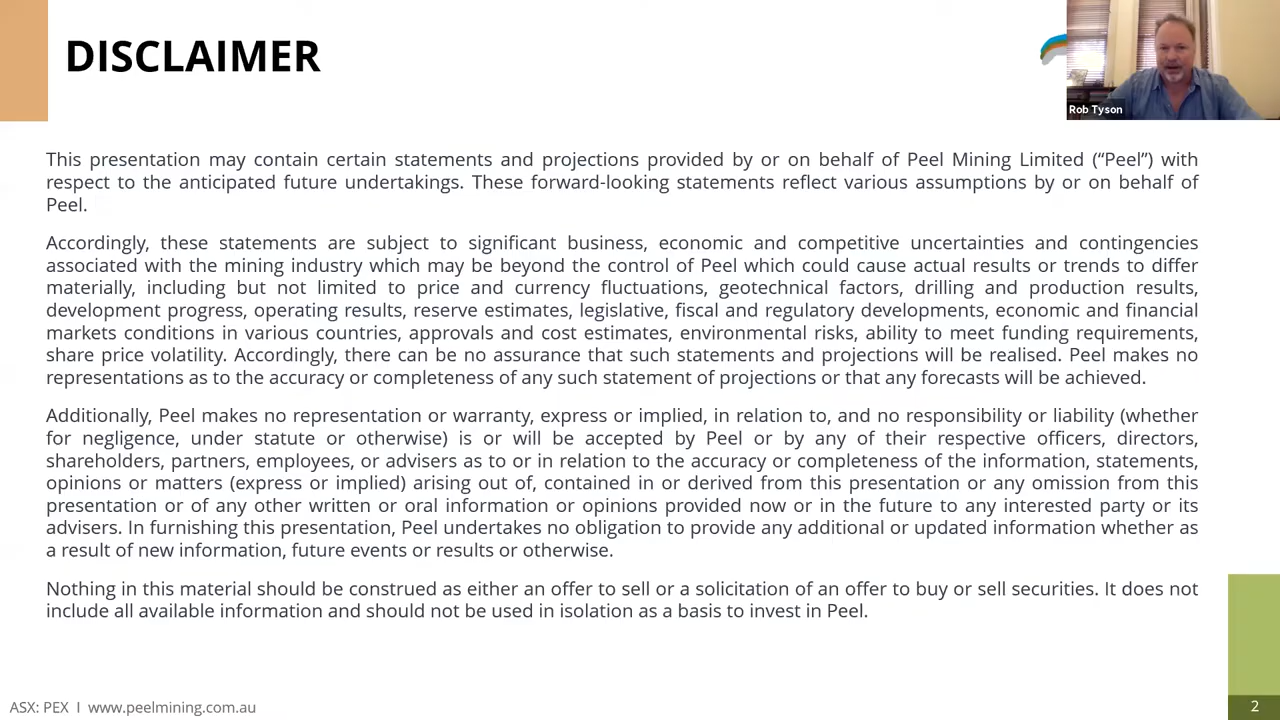 DISCLAIMER
Rob Tyson
This presentation may contain certain statements and projections provided by or on behalf of Peel Mining Limited (“Peel”) with
respect to the anticipated future undertakings. These forward-looking statements reflect various assumptions by or on behalf of
Peel.
Accordingly, these statements are subject to significant business, economic and competitive uncertainties and contingencies
associated with the mining industry which may be beyond the control of Peel which could cause actual results or trends to differ
materially, including but not limited to price and currency fluctuations, geotechnical factors, drilling and production results,
development progress, operating results, reserve estimates, legislative, fiscal and regulatory developments, economic and financial
markets conditions in various countries, approvals and cost estimates, environmental risks, ability to meet funding requirements,
share price volatility. Accordingly, there can be no assurance that such statements and projections will be realised. Peel makes no
representations as to the accuracy or completeness of any such statement of projections or that any forecasts will be achieved.
Additionally, Peel makes no representation or warranty, express or implied, in relation to, and no responsibility or liability (whether
for negligence, under statute or otherwise) is or will be accepted by Peel or by any of their respective officers, directors,
shareholders, partners, employees, or advisers as to or in relation to the accuracy or completeness of the information, statements,
opinions or matters (express or implied) arising out of, contained in or derived from this presentation or any omission from this
presentation or of any other written or oral information or opinions provided now or in the future to any interested party or its
advisers. In furnishing this presentation, Peel undertakes no obligation to provide any additional or updated information whether as
a result of new information, future events or results or otherwise.
Nothing in this material should be construed as either an offer to sell or a solicitation of an offer to buy or sell securities. It does not
include all available information and should not be used in isolation as a basis to invest in Peel.
ASX: PEX I www.peelmining.com.au
2